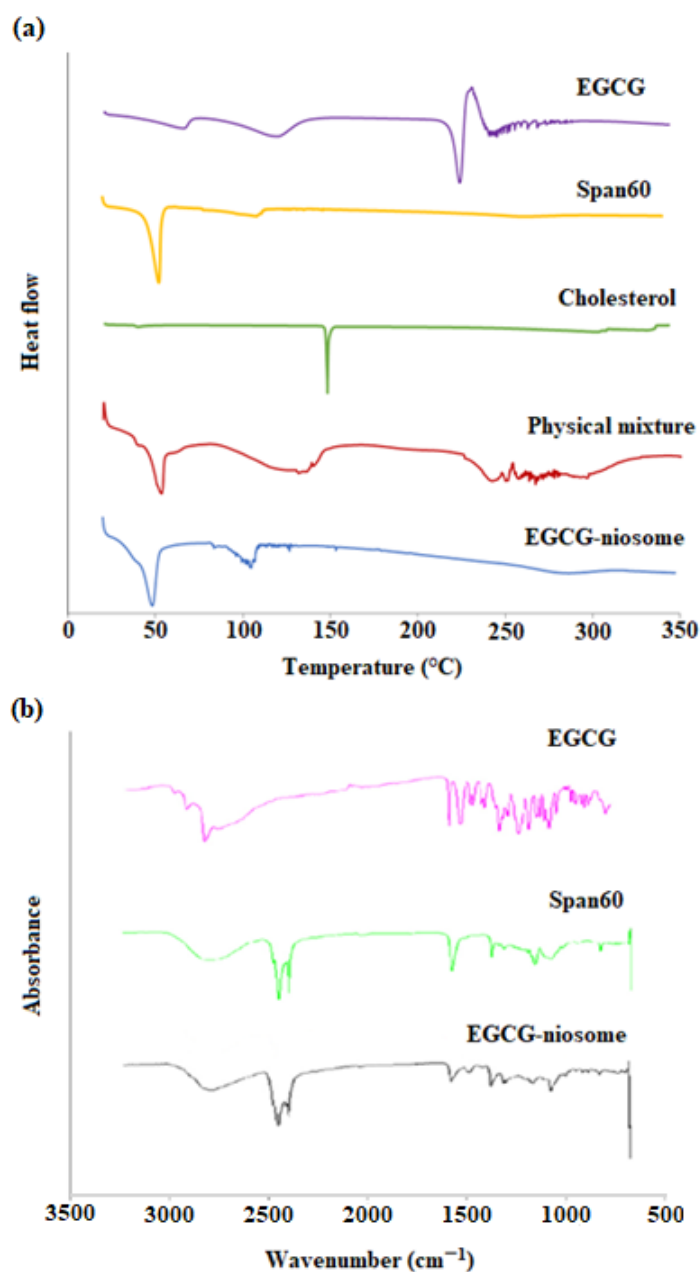 (a)
EGCG
Span60
Cholesterol
Physical mixture
EGCG-niosome
Heat flow
0 50 100 150 200 250 300 350
Temperature (°C)
(b)
EGCG
Span60
EGCG-niosome
Absorbance
3500 3000 2500 2000 1500 1000 500
Wavenumber (cm⁻¹)